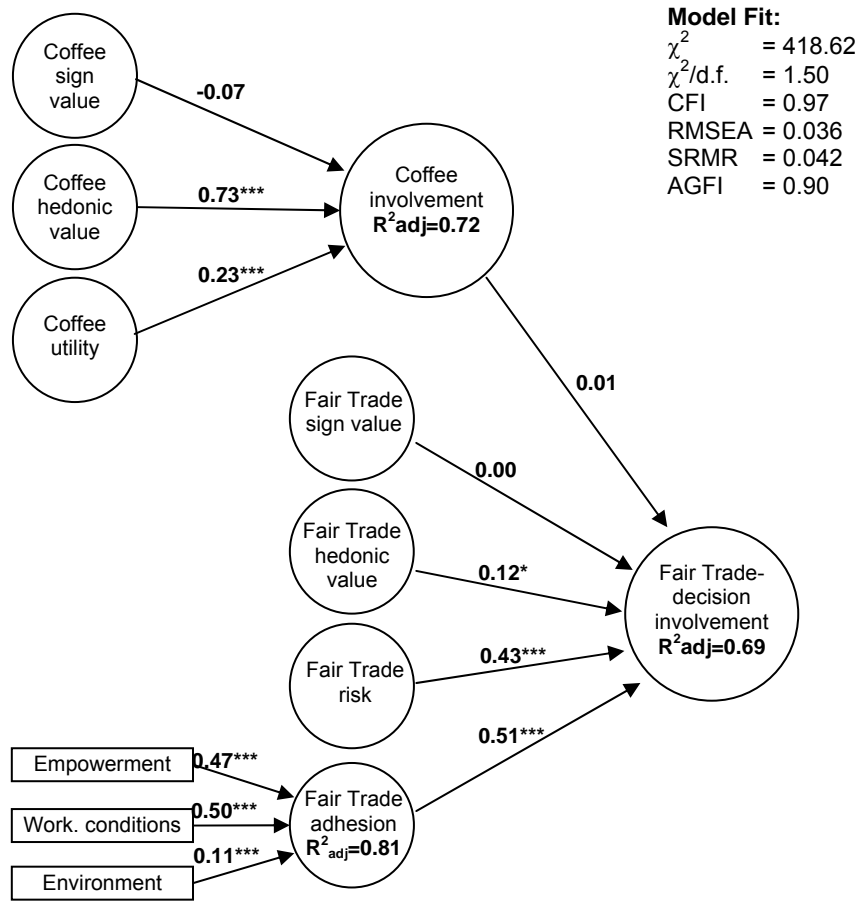 Model Fit:
χ² = 418.62
χ²/d.f. = 1.50
CFI = 0.97
RMSEA = 0.036
SRMR = 0.042
AGFI = 0.90
Coffee
sign
value
-0.07
Coffee
hedonic
value
0.73***
Coffee
involvement
R²adj=0.72
Coffee
utility
0.23***
0.01
Fair Trade
sign value
0.00
Fair Trade
hedonic
value
0.12*
Fair Trade-
decision
involvement
R²adj=0.69
Fair Trade
risk
0.43***
0.51***
Empowerment
0.47***
Work. conditions
0.50***
Environment
0.11***
Fair Trade
adhesion
R²adj=0.81